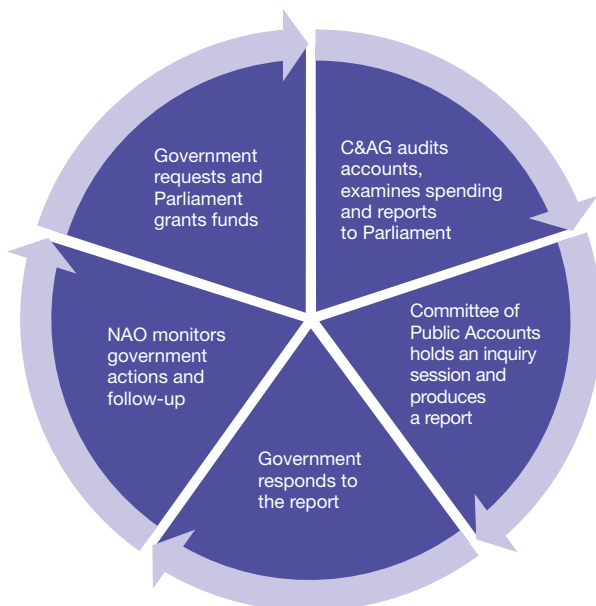 Government
requests and
Parliament
grants funds
C&AG audits
accounts,
examines spending
and reports
to Parliament
Committee of
Public Accounts
holds an inquiry
session and
produces
a report
Government
responds to
the report
NAO monitors
government
actions and
follow-up